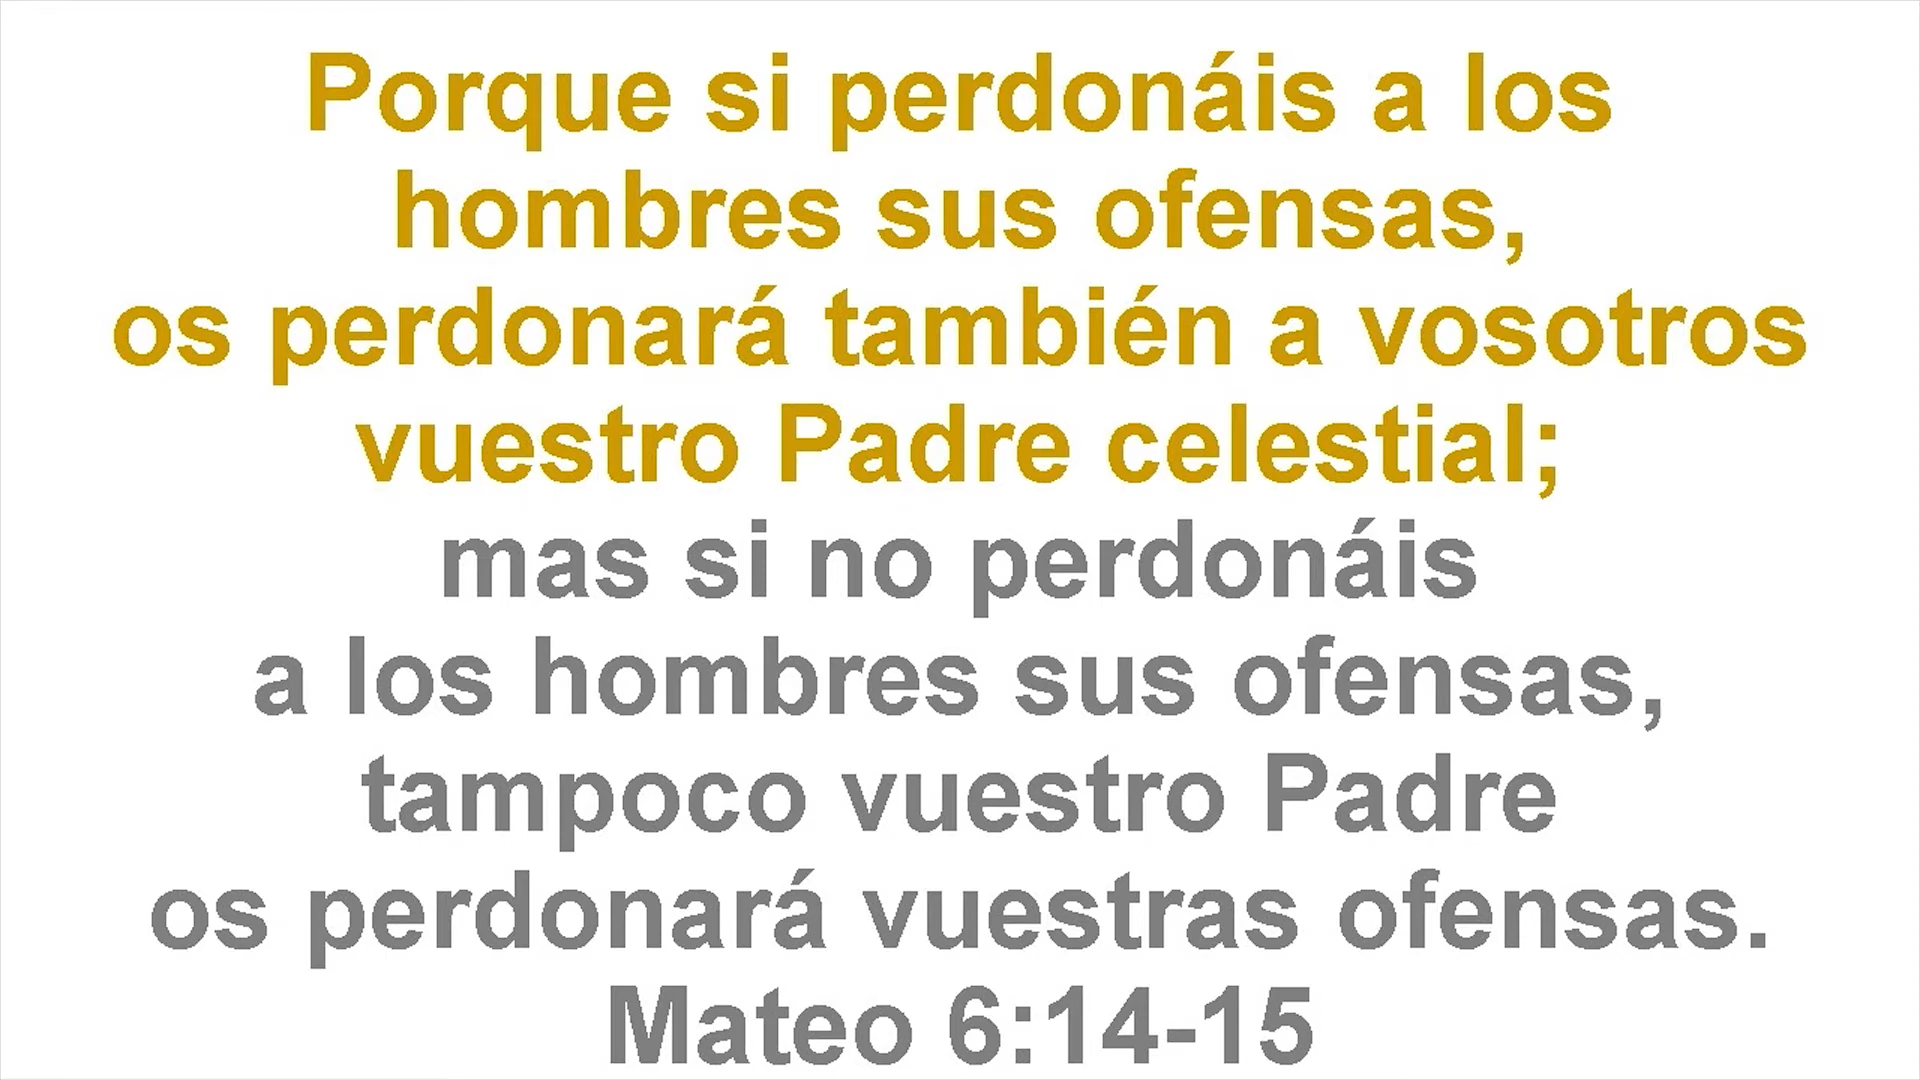 Porque si perdonáis a los
hombres sus ofensas,
os perdonará también a vosotros
vuestro Padre celestial;
mas si no perdonáis
a los hombres sus ofensas,
tampoco vuestro Padre
os perdonará vuestras ofensas.
Mateo 6:14-15